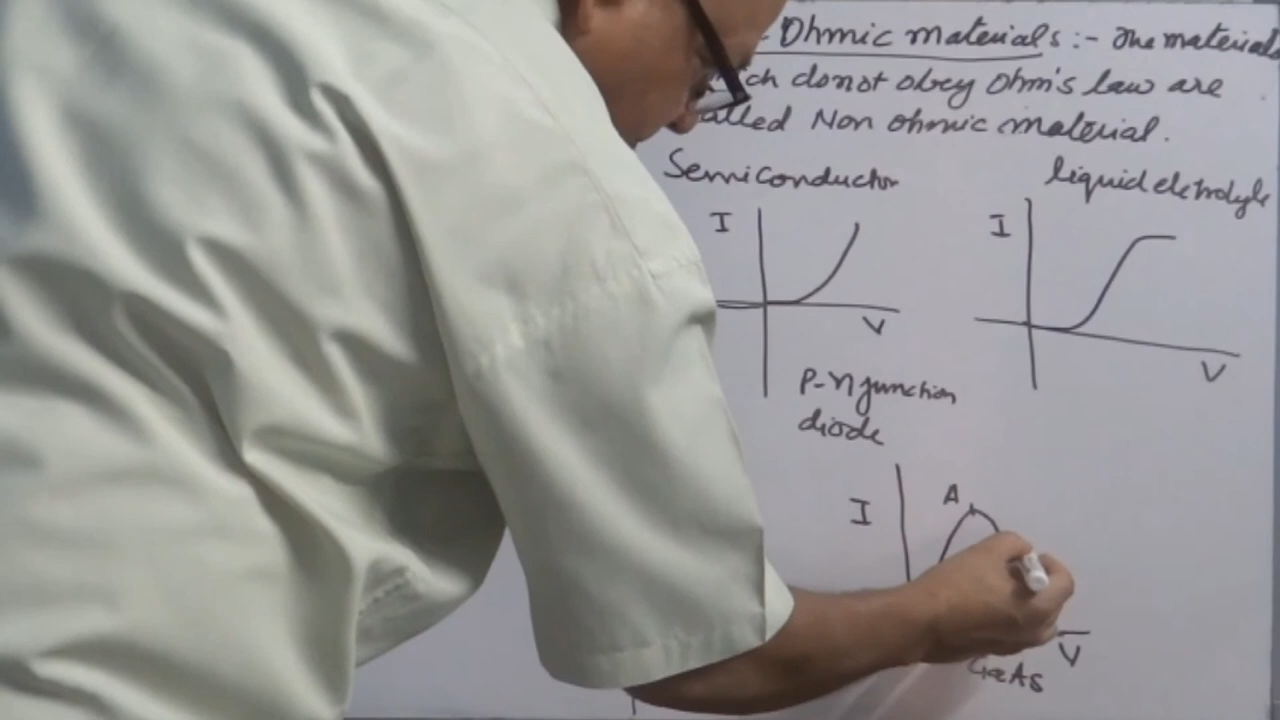 Ohmic materials :- The materials
ch donot obey Ohm's law are
alled Non ohmic material.
Semiconductor
liquid eletrolyte
I
I
V
V
P-n junction
diode
I
A
V
GaAs